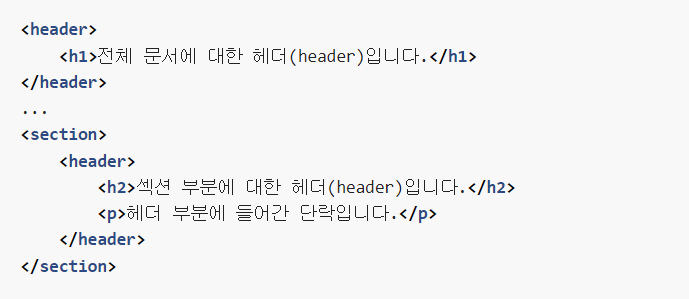 <header>
    <h1>전체 문서에 대한 헤더(header)입니다.</h1>
</header>
...
<section>
    <header>
        <h2>섹션 부분에 대한 헤더(header)입니다.</h2>
        <p>헤더 부분에 들어간 단락입니다.</p>
    </header>
</section>